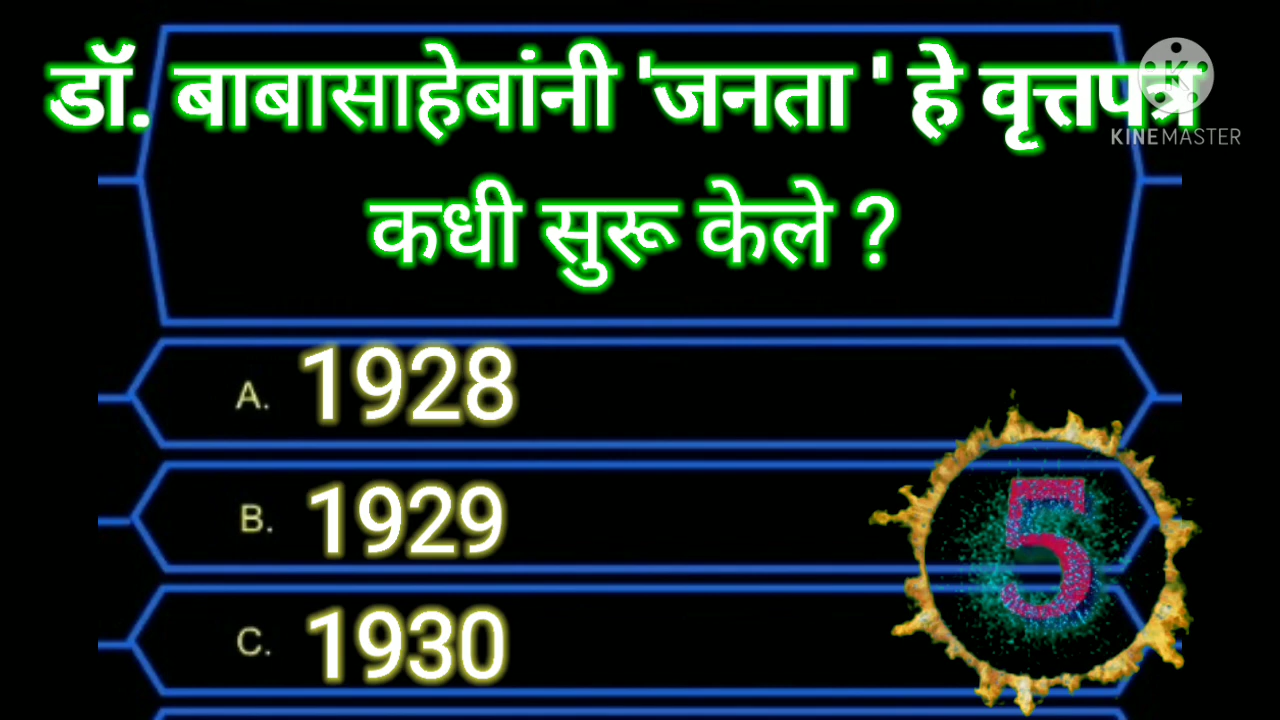 डॉ. बाबासाहेबांनी 'जनता ' हे वृत्तपत्र
KINEMASTER
कधी सुरू केले ?
A. 1928
B. 1929
5
C. 1930